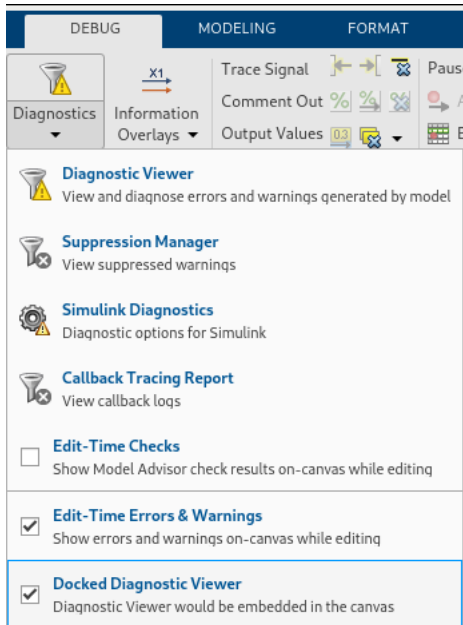 DEBUG MODELING FORMAT
Trace Signal
Comment Out
Output Values 0.3
Diagnostics
X1
Information
Overlays
Diagnostic Viewer
View and diagnose errors and warnings generated by model
Suppression Manager
View suppressed warnings
Simulink Diagnostics
Diagnostic options for Simulink
Callback Tracing Report
View callback logs
Edit-Time Checks
Show Model Advisor check results on-canvas while editing
Edit-Time Errors & Warnings
Show errors and warnings on-canvas while editing
Docked Diagnostic Viewer
Diagnostic Viewer would be embedded in the canvas